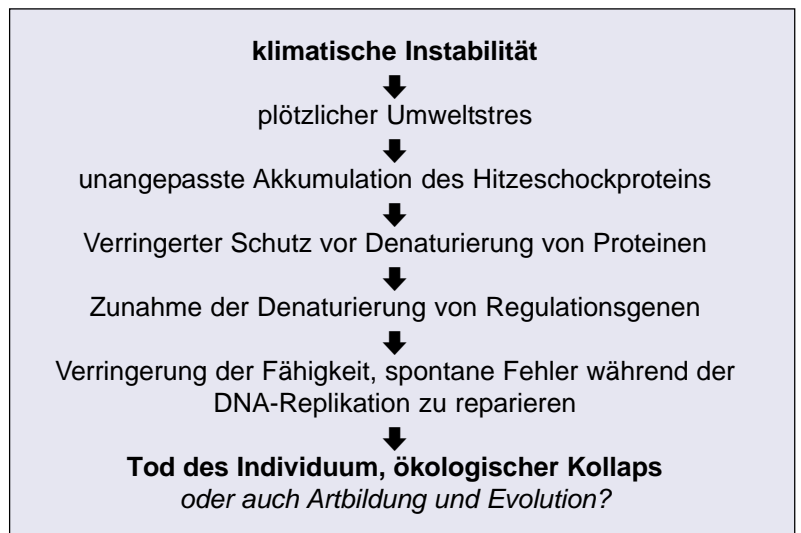 klimatische Instabilität
plötzlicher Umweltstres
unangepasste Akkumulation des Hitzeschockproteins
Verringerter Schutz vor Denaturierung von Proteinen
Zunahme der Denaturierung von Regulationsgenen
Verringerung der Fähigkeit, spontane Fehler während der
DNA-Replikation zu reparieren
Tod des Individuum, ökologischer Kollaps
oder auch Artbildung und Evolution?